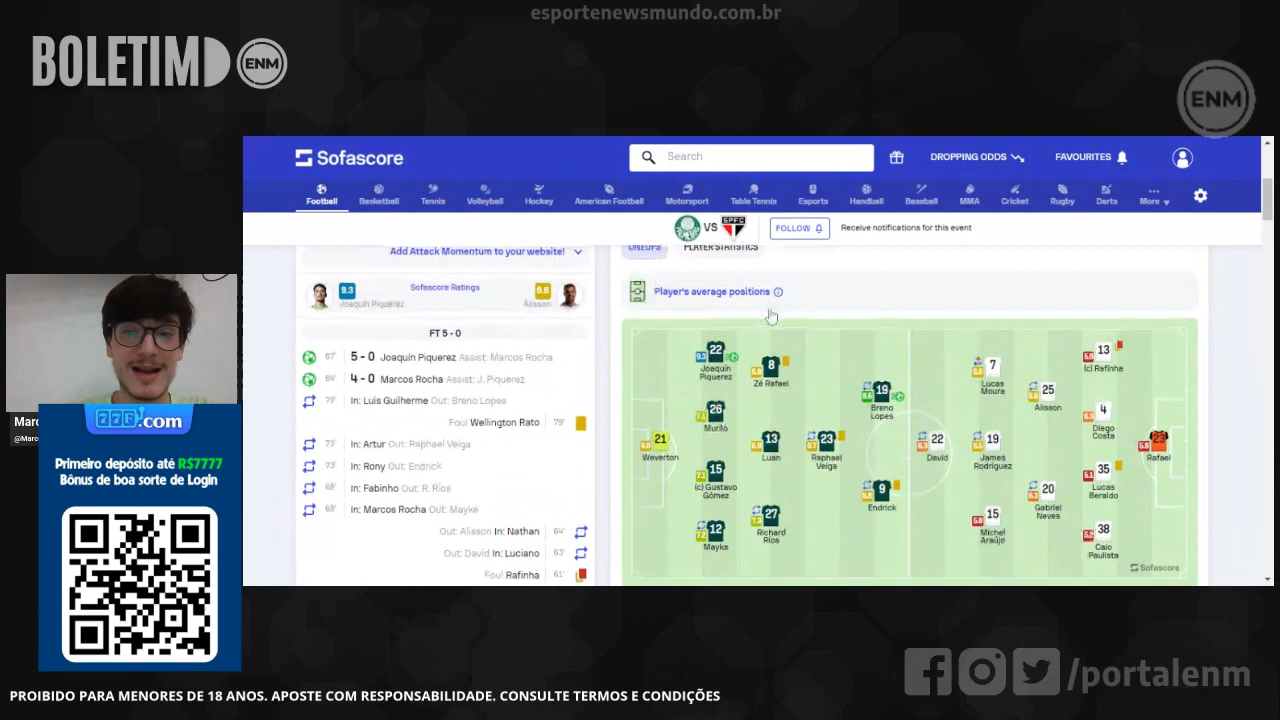 esportenewsmundo.com.br
BOLETIM ENM
ENM
Sofascore
Search
DROPPING ODDS
FAVOURITES
Football
Basketball
Tennis
Volleyball
Hockey
American Football
Motorsport
Table Tennis
Esports
Handball
Baseball
MMA
Cricket
Rugby
Darts
More
VS
SPFC
FOLLOW
Receive notifications for this event
Add Attack Momentum to your website!
LINEUPS
PLAYER STATISTICS
9.3
Joaquín Piquerez
Sofascore Ratings
6.6
Alisson
Player's average positions
FT 5 - 0
87' 5 - 0 Joaquín Piquerez Assist: Marcos Rocha
4 - 0 Marcos Rocha Assist: J. Piquerez
79' In: Luis Guilherme Out: Breno Lopes
Foul Wellington Rato 79'
73' In: Artur Out: Raphael Veiga
73' In: Rony Out: Endrick
68' In: Fabinho Out: R. Ríos
68' In: Marcos Rocha Out: Mayke
Out: Alisson In: Nathan 64'
Out: David In: Luciano 63'
Foul Rafinha 61'
21
Weverton
22
9.3
Joaquín Piquerez
26
Murilo
15
(c) Gustavo Gómez
12
Mayke
8
Zé Rafael
13
Luan
27
Richard Ríos
23
Raphael Veiga
19
Breno Lopes
9
Endrick
22
David
7
Lucas Moura
19
James Rodríguez
15
Michel Araújo
25
Alisson
20
Gabriel Neves
13
(c) Rafinha
4
Diego Costa
35
Lucas Beraldo
38
Caio Paulista
23
Rafael
Sofascore
Marc
@Marc
777.com
Primeiro depósito até R$7777
Bônus de boa sorte de Login
/portalenm
PROIBIDO PARA MENORES DE 18 ANOS. APOSTE COM RESPONSABILIDADE. CONSULTE TERMOS E CONDIÇÕES